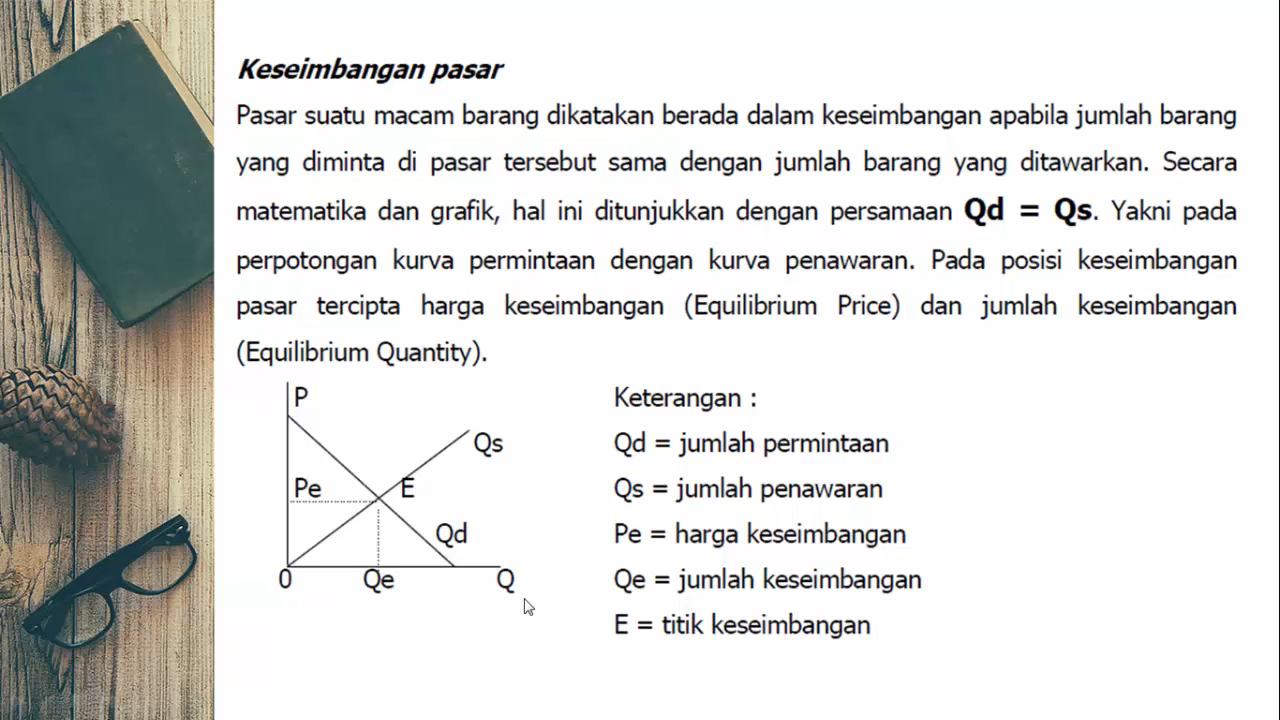 Keseimbangan pasar
Pasar suatu macam barang dikatakan berada dalam keseimbangan apabila jumlah barang
yang diminta di pasar tersebut sama dengan jumlah barang yang ditawarkan. Secara
matematika dan grafik, hal ini ditunjukkan dengan persamaan Qd = Qs. Yakni pada
perpotongan kurva permintaan dengan kurva penawaran. Pada posisi keseimbangan
pasar tercipta harga keseimbangan (Equilibrium Price) dan jumlah keseimbangan
(Equilibrium Quantity).
P
Qs
Pe
E
Qd
0
Qe
Q
Keterangan :
Qd = jumlah permintaan
Qs = jumlah penawaran
Pe = harga keseimbangan
Qe = jumlah keseimbangan
E = titik keseimbangan